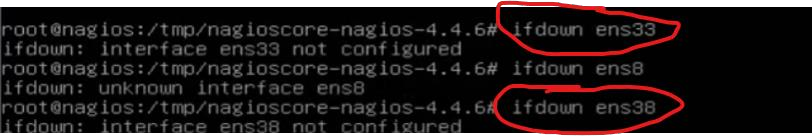 root@nagios:/tmp/nagioscore-nagios-4.4.6# ifdown ens33
ifdown: interface ens33 not configured
root@nagios:/tmp/nagioscore-nagios-4.4.6# ifdown ens8
ifdown: unknown interface ens8
root@nagios:/tmp/nagioscore-nagios-4.4.6# ifdown ens38
ifdown: interface ens38 not configured